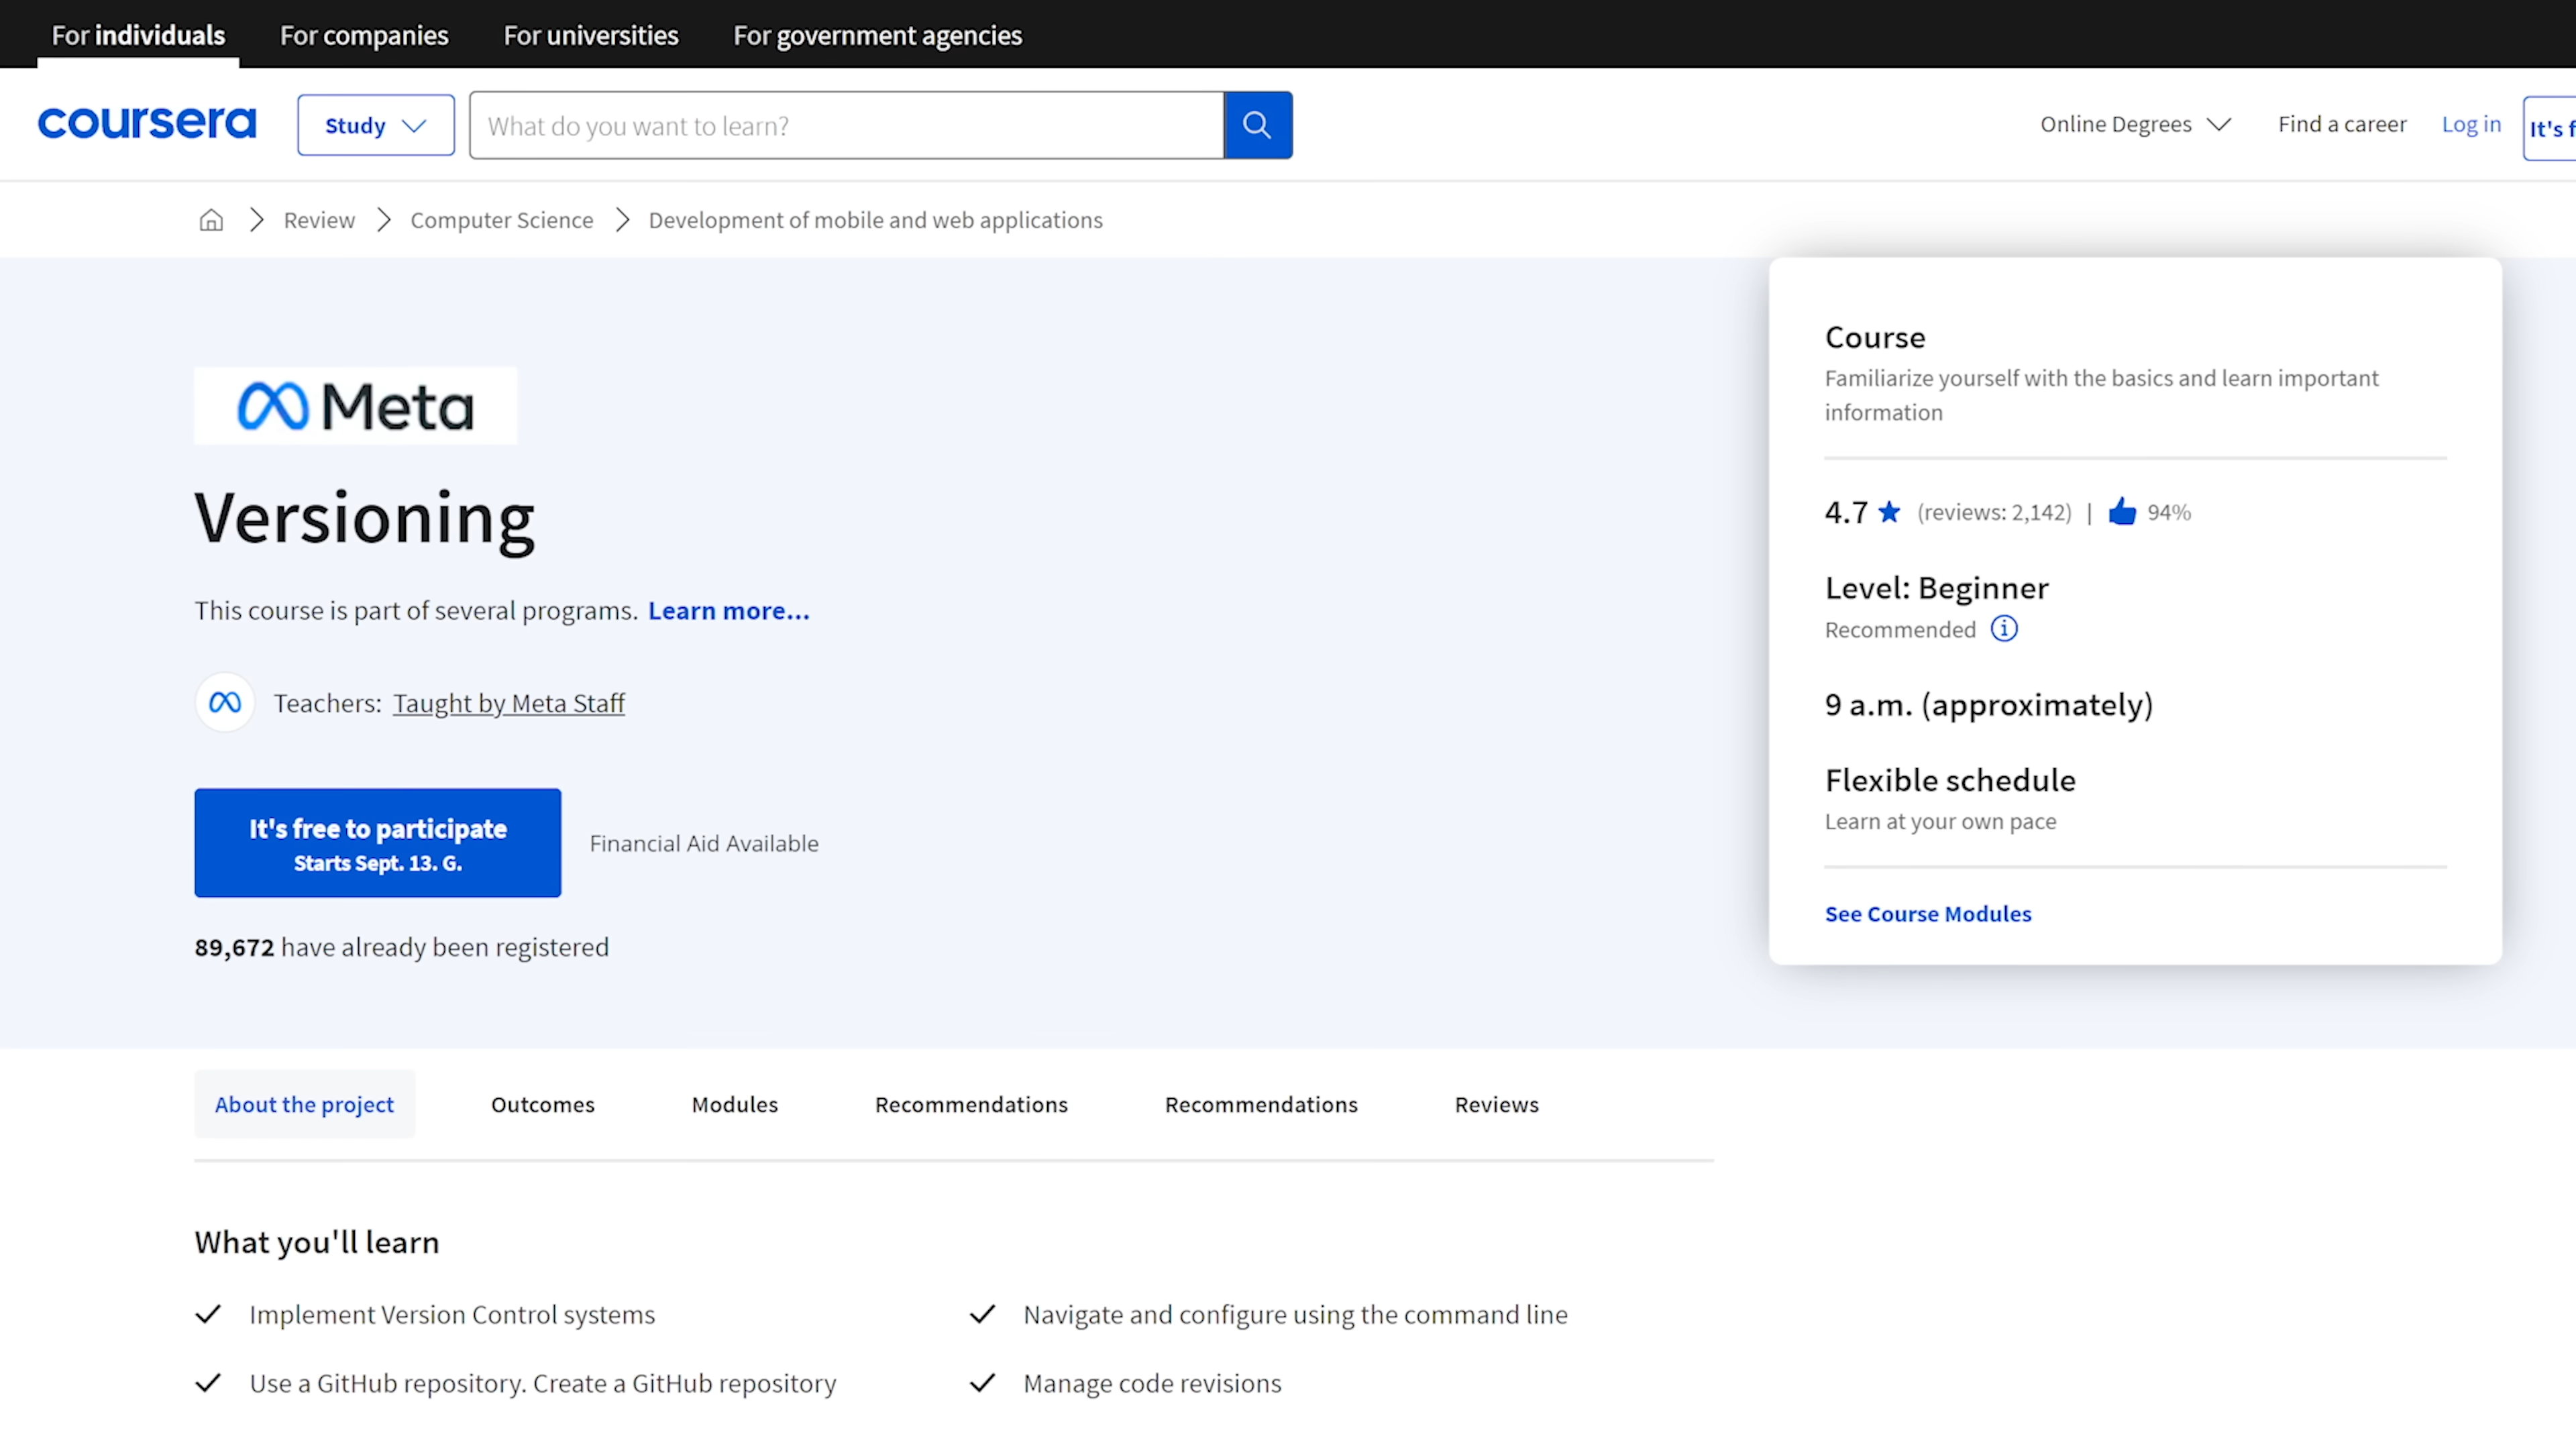 For individuals For companies For universities For government agencies
coursera Study What do you want to learn? Online Degrees Find a career Log in It's f
Review Computer Science Development of mobile and web applications
Meta
Versioning
This course is part of several programs. Learn more...
Teachers: Taught by Meta Staff
It's free to participate
Starts Sept. 13. G.
Financial Aid Available
89,672 have already been registered
Course
Familiarize yourself with the basics and learn important
information
4.7 (reviews: 2,142) | 94%
Level: Beginner
Recommended
9 a.m. (approximately)
Flexible schedule
Learn at your own pace
See Course Modules
About the project Outcomes Modules Recommendations Recommendations Reviews
What you'll learn
Implement Version Control systems
Navigate and configure using the command line
Use a GitHub repository. Create a GitHub repository
Manage code revisions